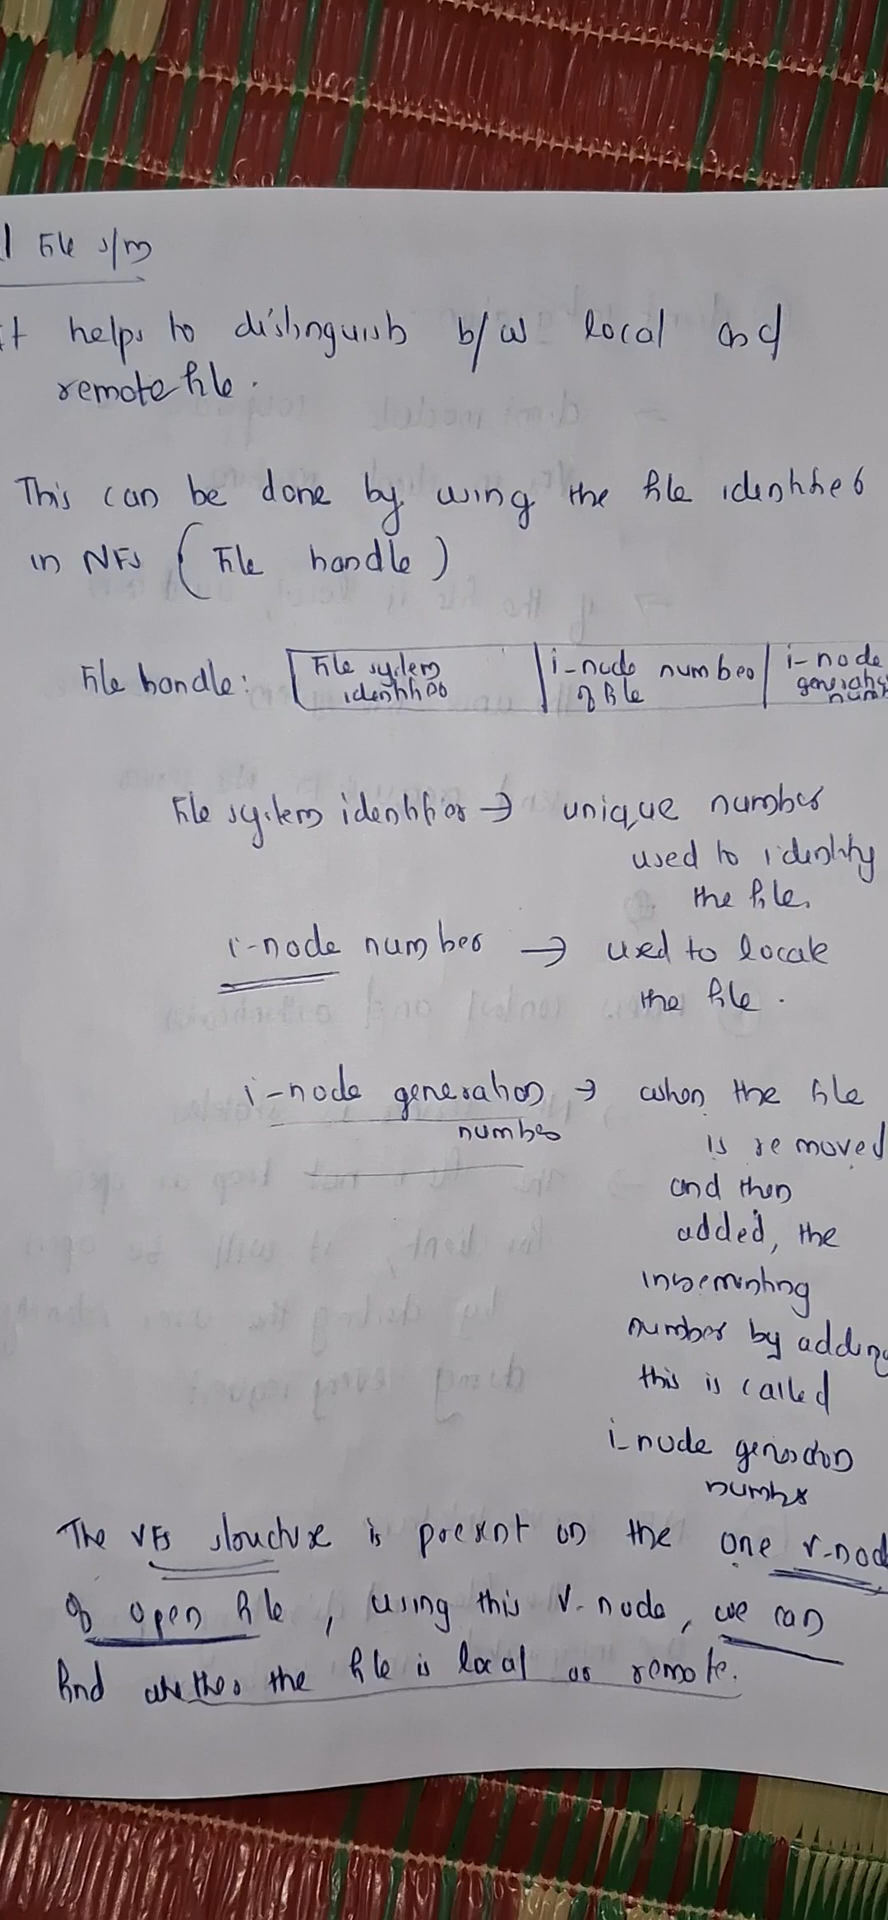 l File s/m
it helps to distinguish b/w local and
remote file.
This can be done by using the file identifier
in NFS (File handle)
File handle: File system identifier | i-node number of file | i-node generation num
File system identifier → unique number
used to identify
the file.
i-node number → used to locate
the file.
i-node generation → when the file
number
is removed
and then
added, the
incrementing
number by adding
this is called
i-node generation
number
The VFS structure is present on the one v-nod
of open file, using this v-node, we can
find whether the file is local or remote.